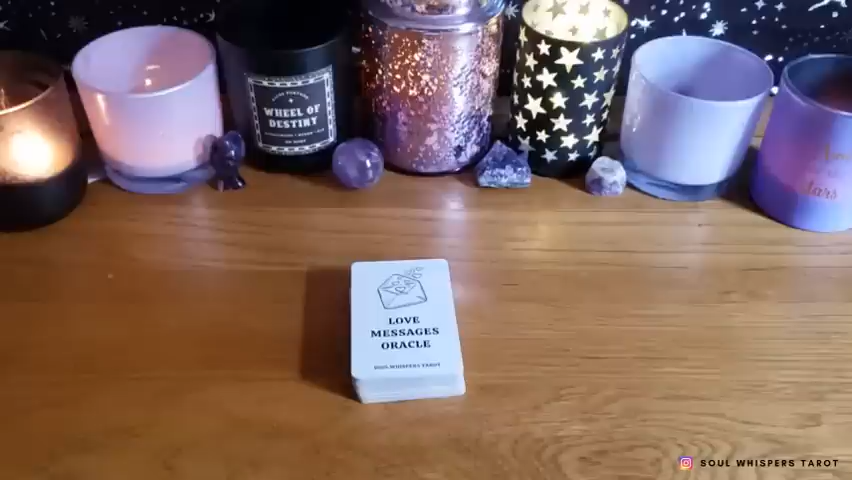 WHEEL OF
DESTINY
LOVE
MESSAGES
ORACLE
SOUL WHISPERS TAROT
SOUL WHISPERS TAROT